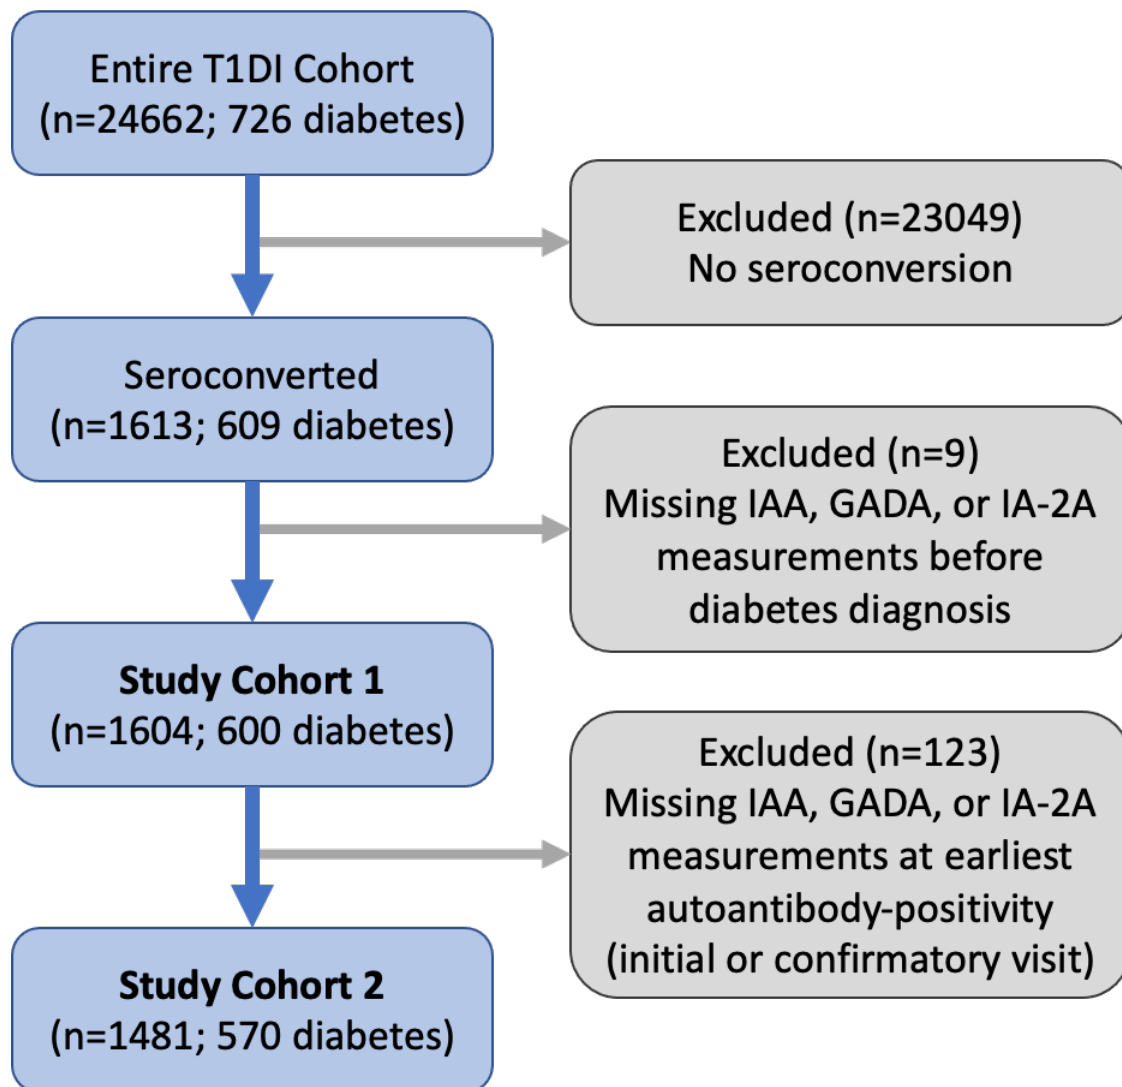 Entire T1DI Cohort
(n=24662; 726 diabetes)
Excluded (n=23049)
No seroconversion
Seroconverted
(n=1613; 609 diabetes)
Excluded (n=9)
Missing IAA, GADA, or IA-2A
measurements before
diabetes diagnosis
Study Cohort 1
(n=1604; 600 diabetes)
Excluded (n=123)
Missing IAA, GADA, or IA-2A
measurements at earliest
autoantibody-positivity
(initial or confirmatory visit)
Study Cohort 2
(n=1481; 570 diabetes)